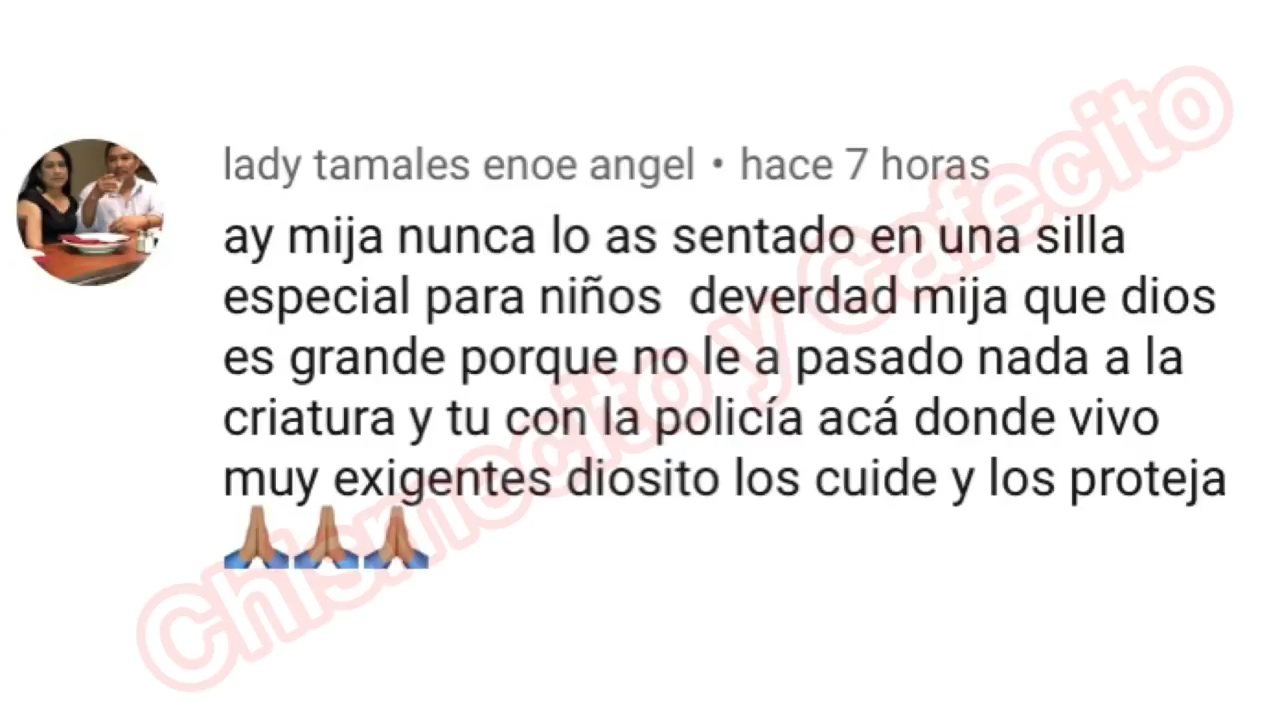 lady tamales enoe angel • hace 7 horas
ay mija nunca lo as sentado en una silla
especial para niños  deverdad mija que dios
es grande porque no le a pasado nada a la
criatura y tu con la policía acá donde vivo
muy exigentes diosito los cuide y los proteja
🙏🏽🙏🏽🙏🏽
Chismecito y Cafecito